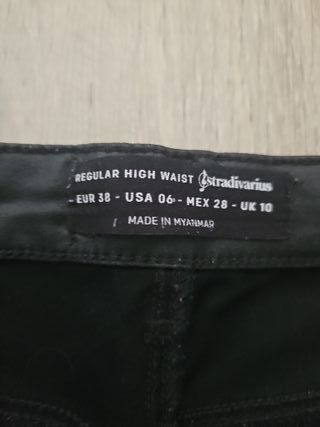 REGULAR HIGH WAIST stradivarius
- EUR 38 - USA 06 - MEX 28 - UK 10
MADE IN MYANMAR